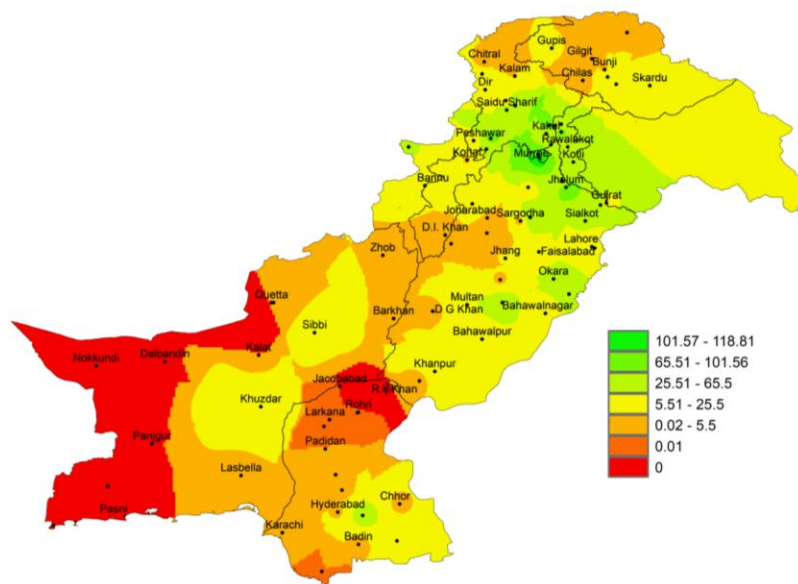 Gupis
Chitral
Gilgit
Kalam
Bunji
Chilas
Skardu
Dir
Saidu Sharif
Kakul
Peshawar
Rawalakot
Kohat
Murree
Kotli
Bannu
Jhelum
Gujrat
Joharabad
Sargodha
Sialkot
D.I. Khan
Zhob
Lahore
Jhang
Faisalabad
Okara
Quetta
Multan
Barkhan
D G Khan
Bahawalnagar
Sibbi
Bahawalpur
Kalat
Nokkundi
Dalbandin
Khanpur
Jacobabad
R.Y.Khan
Khuzdar
Larkana
Rohri
Panjgur
Padidan
Lasbella
Hyderabad
Chhor
Pasni
Karachi
Badin
101.57 - 118.81
65.51 - 101.56
25.51 - 65.5
5.51 - 25.5
0.02 - 5.5
0.01
0